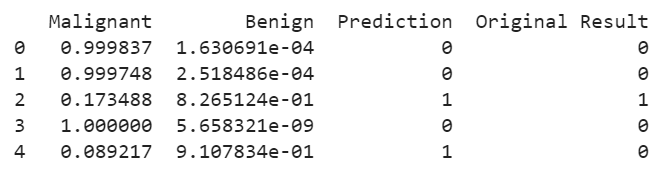 Malignant Benign Prediction Original Result
0 0.999837 1.630691e-04 0 0
1 0.999748 2.518486e-04 0 0
2 0.173488 8.265124e-01 1 1
3 1.000000 5.658321e-09 0 0
4 0.089217 9.107834e-01 1 0